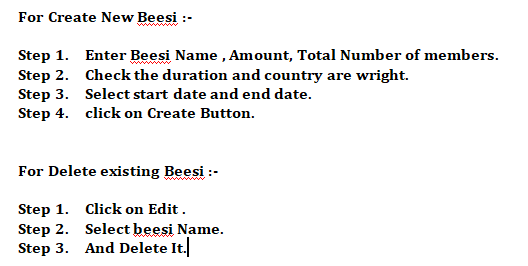 For Create New Beesi :-
Step 1. Enter Beesi Name , Amount, Total Number of members.
Step 2. Check the duration and country are wright.
Step 3. Select start date and end date.
Step 4. click on Create Button.
For Delete existing Beesi :-
Step 1. Click on Edit .
Step 2. Select beesi Name.
Step 3. And Delete It.